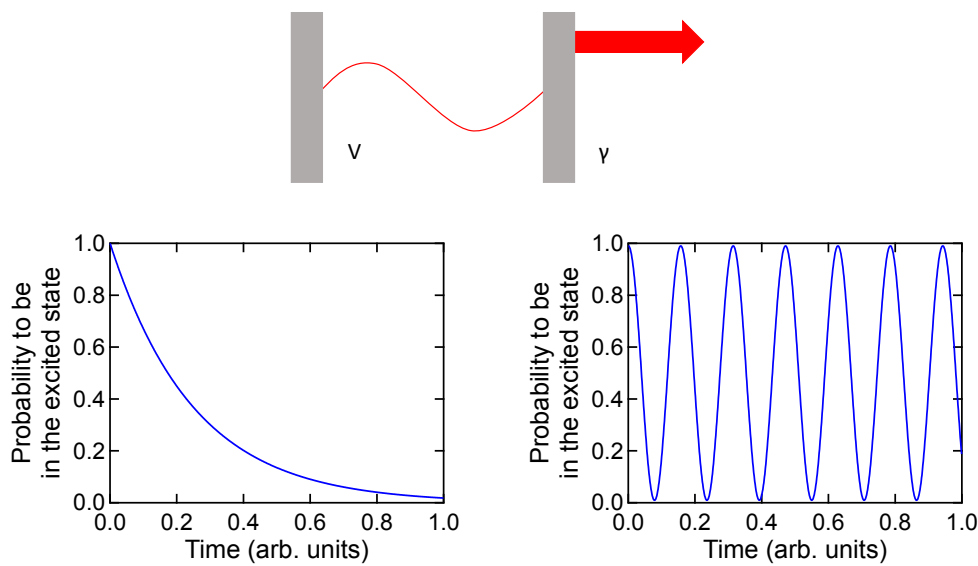 V
γ
Probability to be
in the excited state
1.0
0.8
0.6
0.4
0.2
0.0
0.0 0.2 0.4 0.6 0.8 1.0
Time (arb. units)
Probability to be
in the excited state
1.0
0.8
0.6
0.4
0.2
0.0
0.0 0.2 0.4 0.6 0.8 1.0
Time (arb. units)